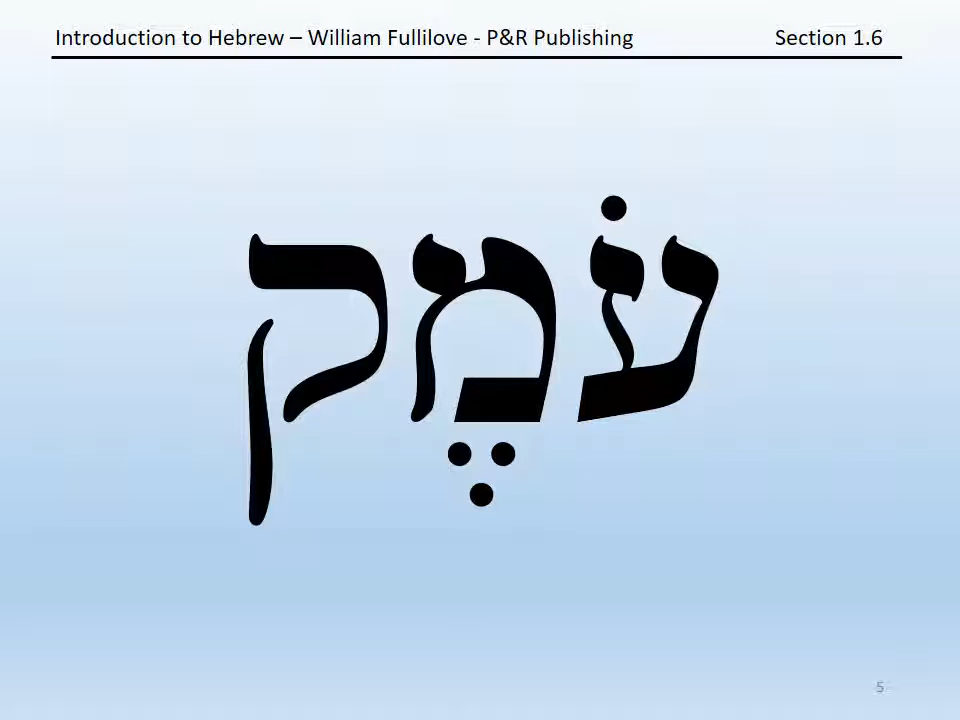 Introduction to Hebrew – William Fullilove - P&R Publishing Section 1.6
עֹמֶק
5